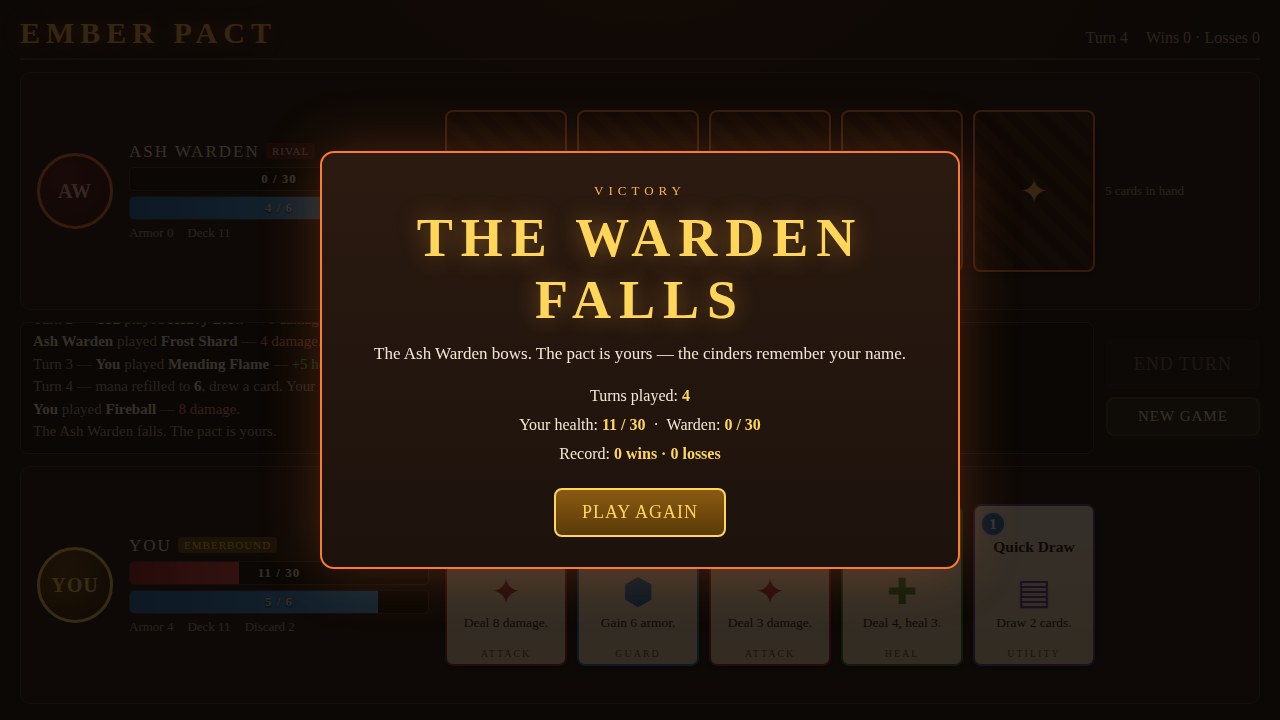 EMBER PACT
Turn 4 Wins 0 · Losses 0
AW
ASH WARDEN RIVAL
0 / 30
4 / 6
Armor 0 Deck 11
5 cards in hand
VICTORY
THE WARDEN
FALLS
The Ash Warden bows. The pact is yours — the cinders remember your name.
Turns played: 4
Your health: 11 / 30 · Warden: 0 / 30
Record: 0 wins · 0 losses
PLAY AGAIN
Ash Warden played Frost Shard — 4 damage.
Turn 3 — You played Mending Flame — +5
Turn 4 — mana refilled to 6, drew a card. Your
You played Fireball — 8 damage.
The Ash Warden falls. The pact is yours.
END TURN
NEW GAME
YOU
YOU EMBERBOUND
11 / 30
5 / 6
Armor 4 Deck 11 Discard 2
Deal 8 damage.
ATTACK
Gain 6 armor.
GUARD
Deal 3 damage.
ATTACK
Deal 4, heal 3.
HEAL
1
Quick Draw
Draw 2 cards.
UTILITY